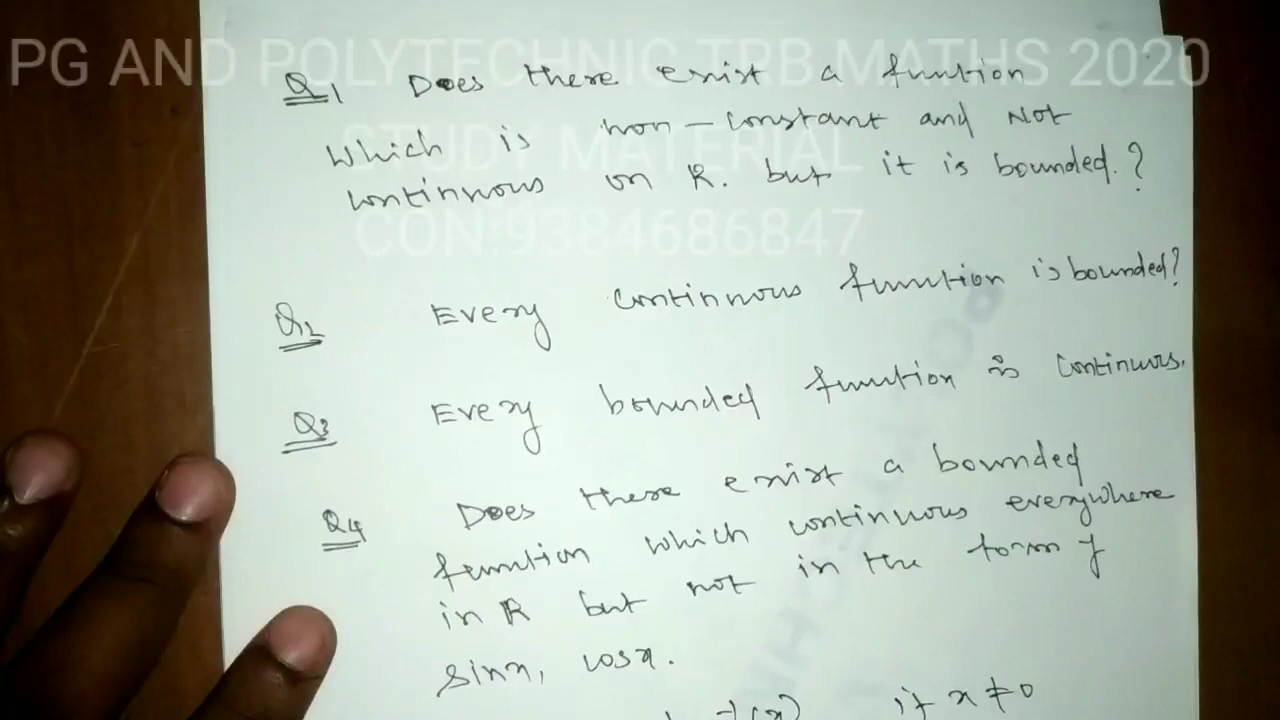 PG AND POLYTECHNIC TRB MATHS 2020
STUDY MATERIAL
CON 9384686847
Q1 Does there exist a funtion
which is non-constant and Not
continuous on R. but it is bounded.?
Q2 Every continuous function is bounded?
Q3 Every bounded function is continuous.
Q4 Does there exist a bounded
function which continuous everywhere
in R but not in the form of
sinx, cosx.
if x ≠ 0